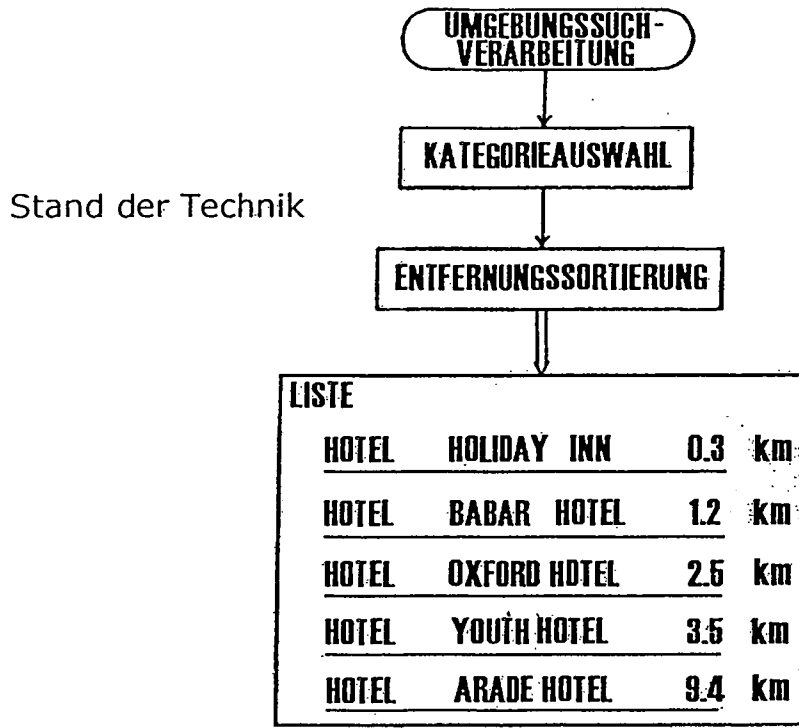 UMGEBUNGSSUCH-
VERARBEITUNG
KATEGORIEAUSWAHL
Stand der Technik
ENTFERNUNGSSORTIERUNG
LISTE
HOTEL HOLIDAY INN 0.3 km
HOTEL BABAR HOTEL 1.2 km
HOTEL OXFORD HOTEL 2.5 km
HOTEL YOUTH HOTEL 3.5 km
HOTEL ARADE HOTEL 9.4 km